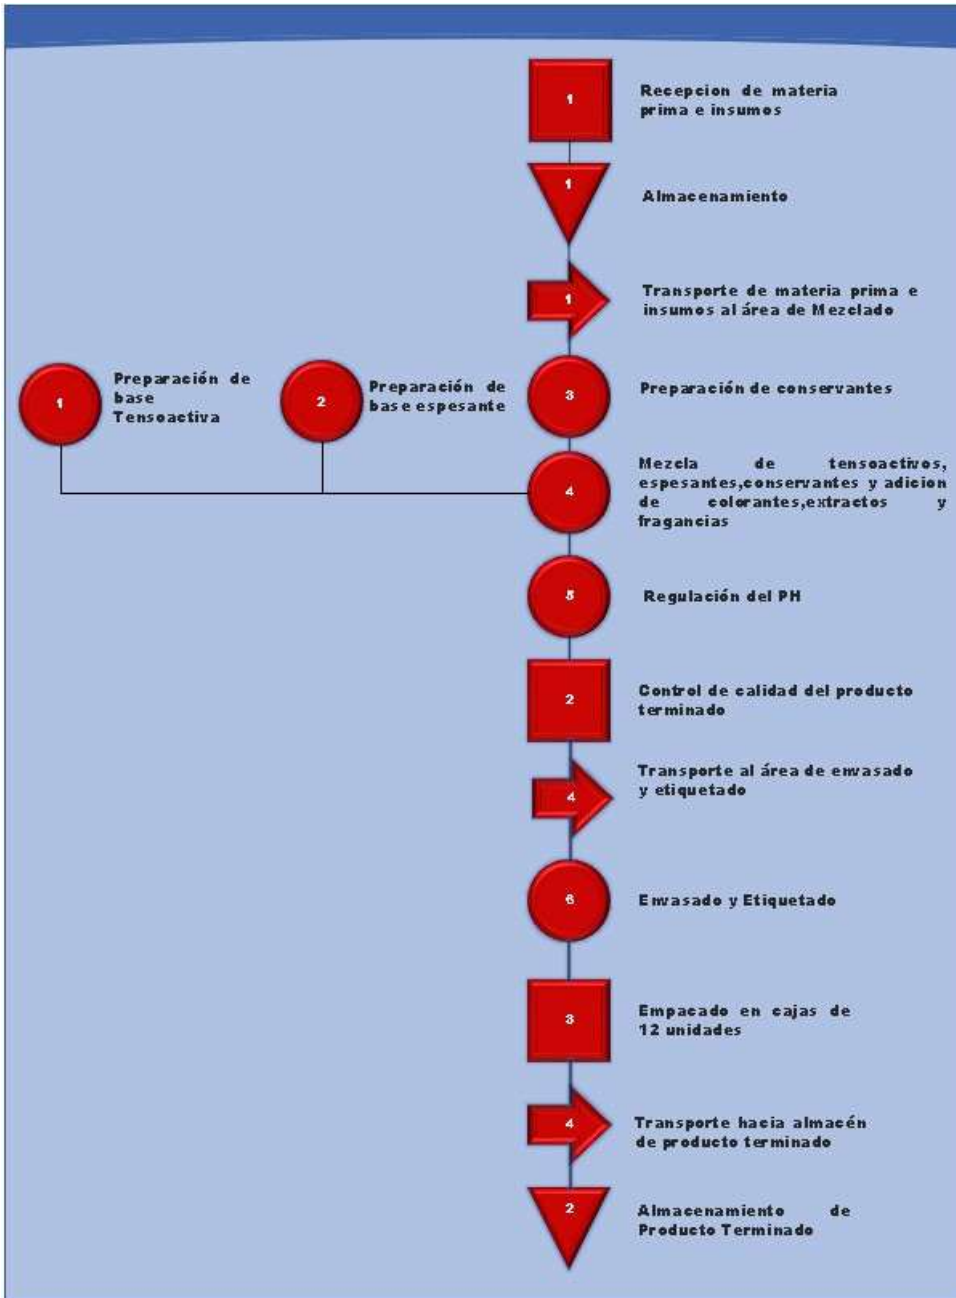 1
Recepcion de materia
prima e insumos
1
Almacenamiento
1
Transporte de materia prima e
insumos al área de Mezclado
1
Preparación de
base
Tensoactiva
2
Preparación de
base espesante
3
Preparación de conservantes
4
Mezcla de tensoactivos,
espesantes,conservantes y adicion
de colorantes,extractos y
fragancias
5
Regulación del PH
2
Control de calidad del producto
terminado
4
Transporte al área de envasado
y etiquetado
6
Envasado y Etiquetado
3
Empacado en cajas de
12 unidades
4
Transporte hacia almacén
de producto terminado
2
Almacenamiento de
Producto Terminado